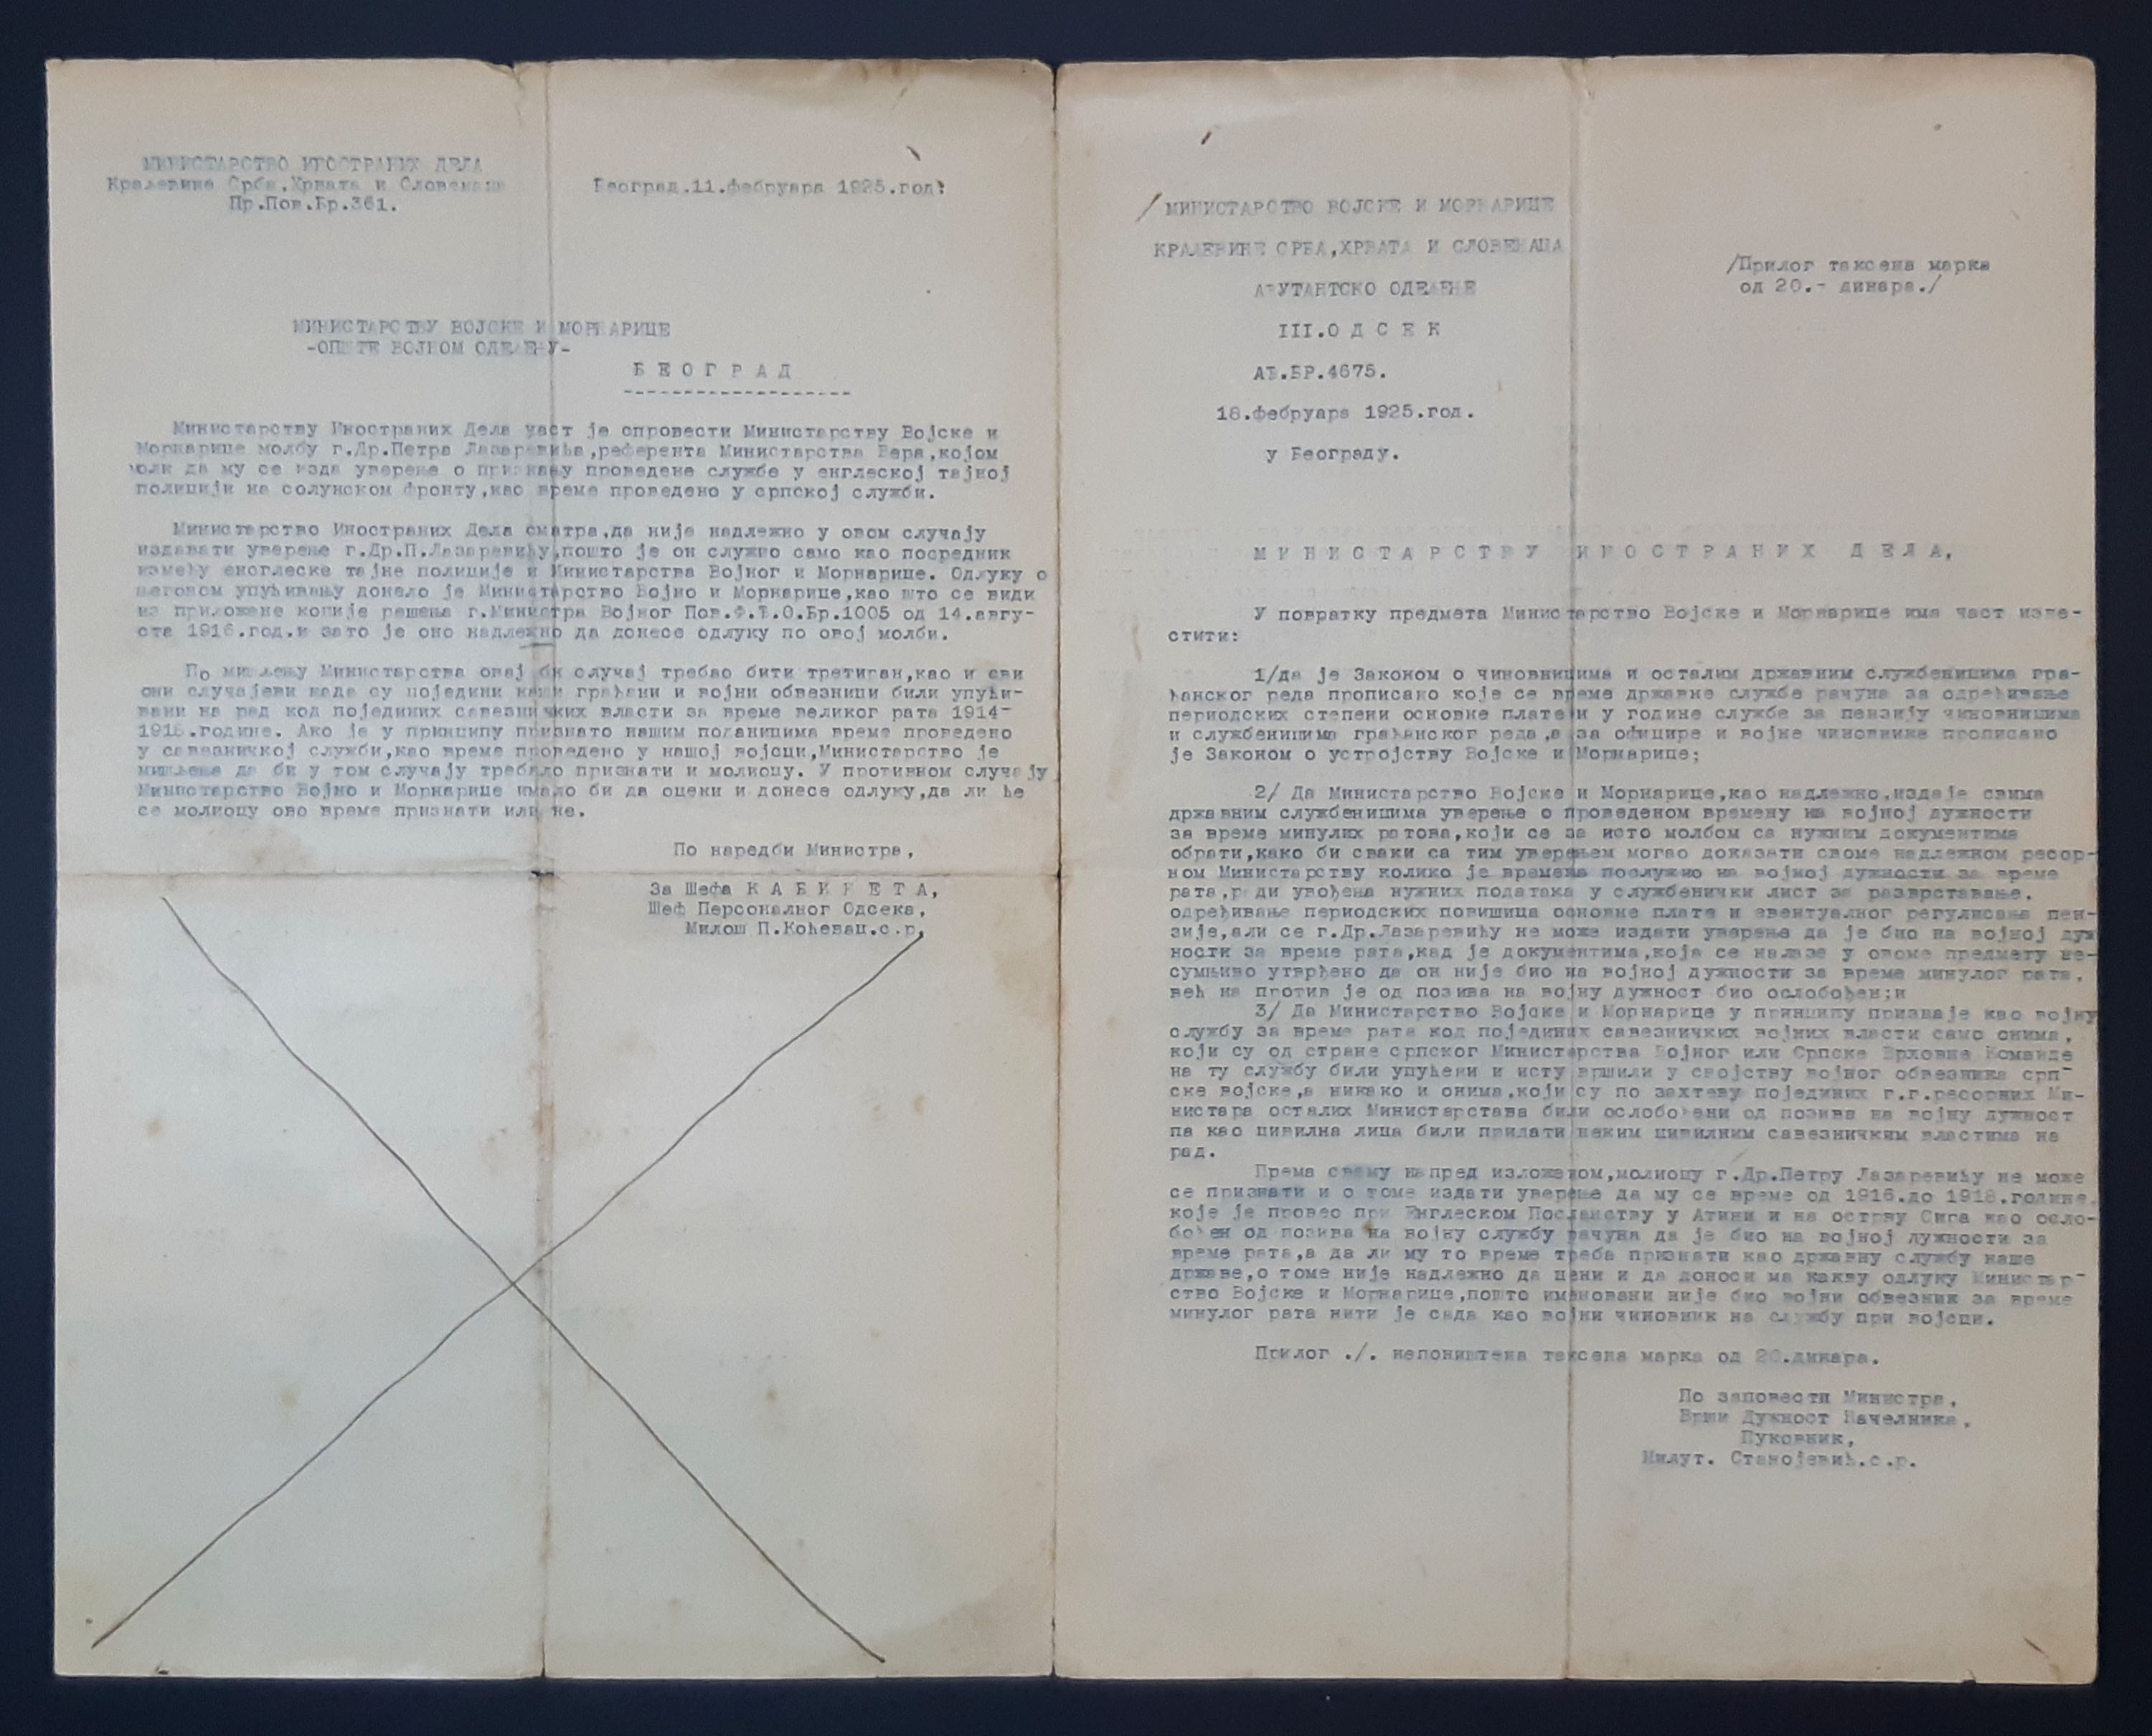 МИНИСТАРСТВО ИНОСТРАНИХ ДЕЛА
Краљевине Срба,Хрвата и Словенаца
Пр.Пов.Бр.361.
Београд.11.фебруара 1925.год.
МИНИСТАРСТВУ ВОЈСКЕ И МОРНАРИЦЕ
-ОПШТЕ ВОЈНОМ ОДЕЛЕЊУ-
Б Е О Г Р А Д
Министарству Иностраних Дела част је спровести Министарству Војске и
Морнарице молбу г.Др.Петра Лазаревића,референта Министарства Вера,којом
моли да му се изда уверење о признању проведене службе у енглеској тајној
полицији на солунском фронту,као време проведено у српској служби.
Министарство Иностраних Дела сматра,да није надлежно у овом случају
издавати уверење г.Др.П.Лазаревићу,пошто је он служио само као посредник
између еноглеске тајне полиције и Министарства Војног и Морнарице. Одлуку о
његовом упућивању донело је Министарство Војно и Морнарице,као што се види
из приложене копије решења г.Министра Војног Пов.Ф.Ђ.О.Бр.1005 од 14.авгу-
ста 1916.год.и зато је оно надлежно да донесе одлуку по овој молби.
По мишљењу Министарства овај би случај требао бити третиран,као и сви
они случајеви када су поједини наши грађани и војни обвезници били упући-
вани на рад код појединих савезничких власти за време великог рата 1914-
1918.године. Ако је у принципу признато нашим поданицима време проведено
у савезничкој служби,као време проведено у нашој војсци,Министарство је
мишљења да би у том случају требало признати и молиоцу. У противном случају
Министарство Војно и Морнарице имало би да оцени и донесе одлуку,да ли ће
се молиоцу ово време признати или не.
По наредби Министра,
За Шефа К А Б И Н Е Т А,
Шеф Персоналног Одсека,
Милош П.Коћевац.с.р.
/МИНИСТАРСТВО ВОЈСКЕ И МОРНАРИЦЕ
КРАЉЕВИНЕ СРБА,ХРВАТА И СЛОВЕНАЦА
АЂУТАНТСКО ОДЕЛЕЊЕ
III.О Д С Е К
АЂ.БР.4675.
18.фебруара 1925.год.
у Београду.
/Прилог таксена марка
од 20.- динара./
М И Н И С Т А Р С Т В У И Н О С Т Р А Н И Х Д Е Л А,
У повратку предмета Министарство Војске и Морнарице има част изве-
стити:
1/да је Законом о чиновницима и осталим државним службеницима гра-
ђанског реда прописано које се време државне службе рачуна за одређивање
периодских степени основне плате и у године службе за пензију чиновницима
и службеницима грађанског реда,а за официре и војне чиновнике прописано
је Законом о устројству Војске и Морнарице;
2/ Да Министарство Војске и Морнарице,као надлежно,издаје свима
државним службеницима уверење о проведеном времену на војној дужности
за време минулих ратова,који се за исто молбом са нужним документима
обрати,како би сваки са тим уверењем могао доказати своме надлежном ресор-
ном Министарству колико је времена послужио на војној дужности за време
рата,ради увођења нужних података у службенички лист за разврставање.
одређивање периодских повишица основне плате и евентуалног регулисања пен-
зије,али се г.Др.Лазаревићу не може издати уверење да је био на војној дуж
ности за време рата,кад је документима,која се налазе у овоме предмету не-
сумњиво утврђено да он није био на војној дужности за време минулог рата,
већ на против је од позива на војну дужност био ослобођен;и
3/ Да Министарство Војске и Морнарице у принципу признаје као војну
службу за време рата код појединих савезничких војних власти само онима,
који су од стране српског Министарства Војног или Српске Врховне Команде
на ту службу били упућени и исту вршили у својству војног обвезника срп-
ске војске,а никако и онима,који су по захтеву појединих г.г.ресорних Ми-
нистара осталих Министарстава били ослобођени од позива на војну дужност
па као цивилна лица били придати неким цивилним савезничким властима на
рад.
Према свему напред изложеном,молиоцу г.Др.Петру Лазаревићу не може
се признати и о томе издати уверење да му се време од 1916.до 1918.године,
које је провео при Енглеском Посланству у Атини и на острву Сира као осло-
бођен од позива на војну службу рачуна да је био на војној дужности за
време рата,а да ли му то време треба признати као државну службу наше
државе,о томе није надлежно да цени и да доноси ма какву одлуку Министар-
ство Војске и Морнарице,пошто именовани није био војни обвезник за време
минулог рата нити је сада као војни чиновник на службу при војсци.
Прилог ./. непоништена таксена марка од 20.динара.
По заповести Министра,
Врши Дужност Начелника,
Пуковник,
Милут. Станојевић.с.р.